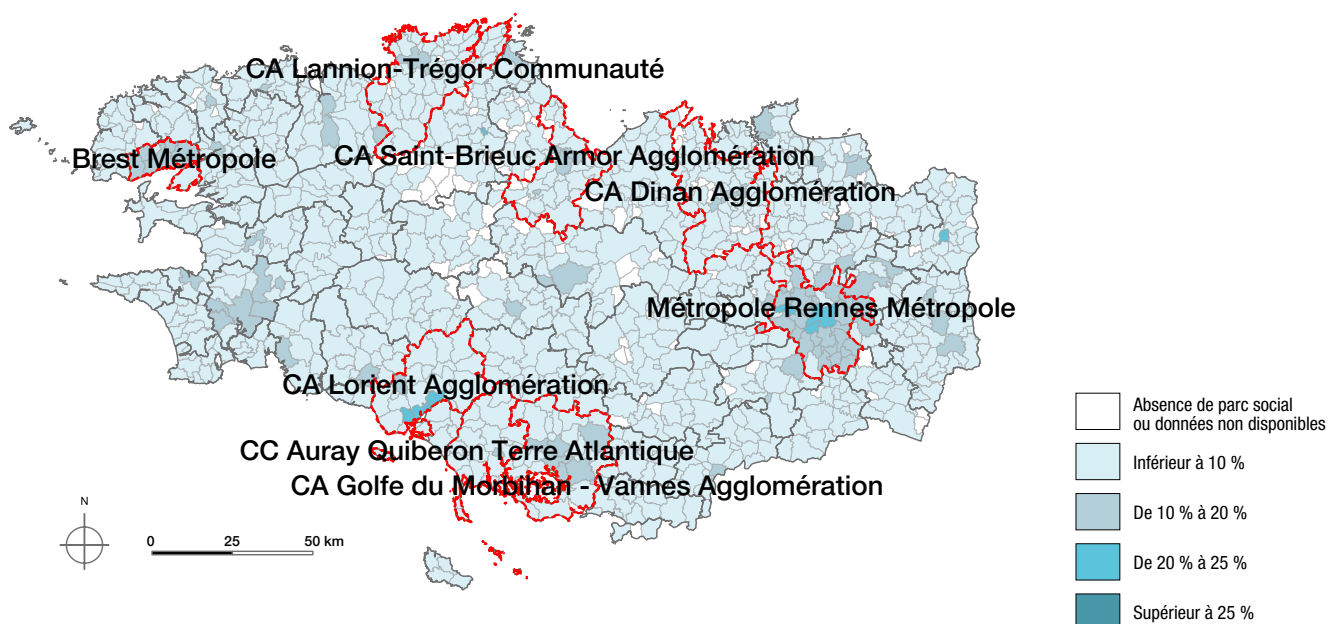 CA Lannion-Trégor Communauté
Brest Métropole
CA Saint-Brieuc Armor Agglomération
CA Dinan Agglomération
Métropole Rennes Métropole
CA Lorient Agglomération
CC Auray Quiberon Terre Atlantique
CA Golfe du Morbihan - Vannes Agglomération
N
0 25 50 km
Absence de parc social
ou données non disponibles
Inférieur à 10 %
De 10 % à 20 %
De 20 % à 25 %
Supérieur à 25 %